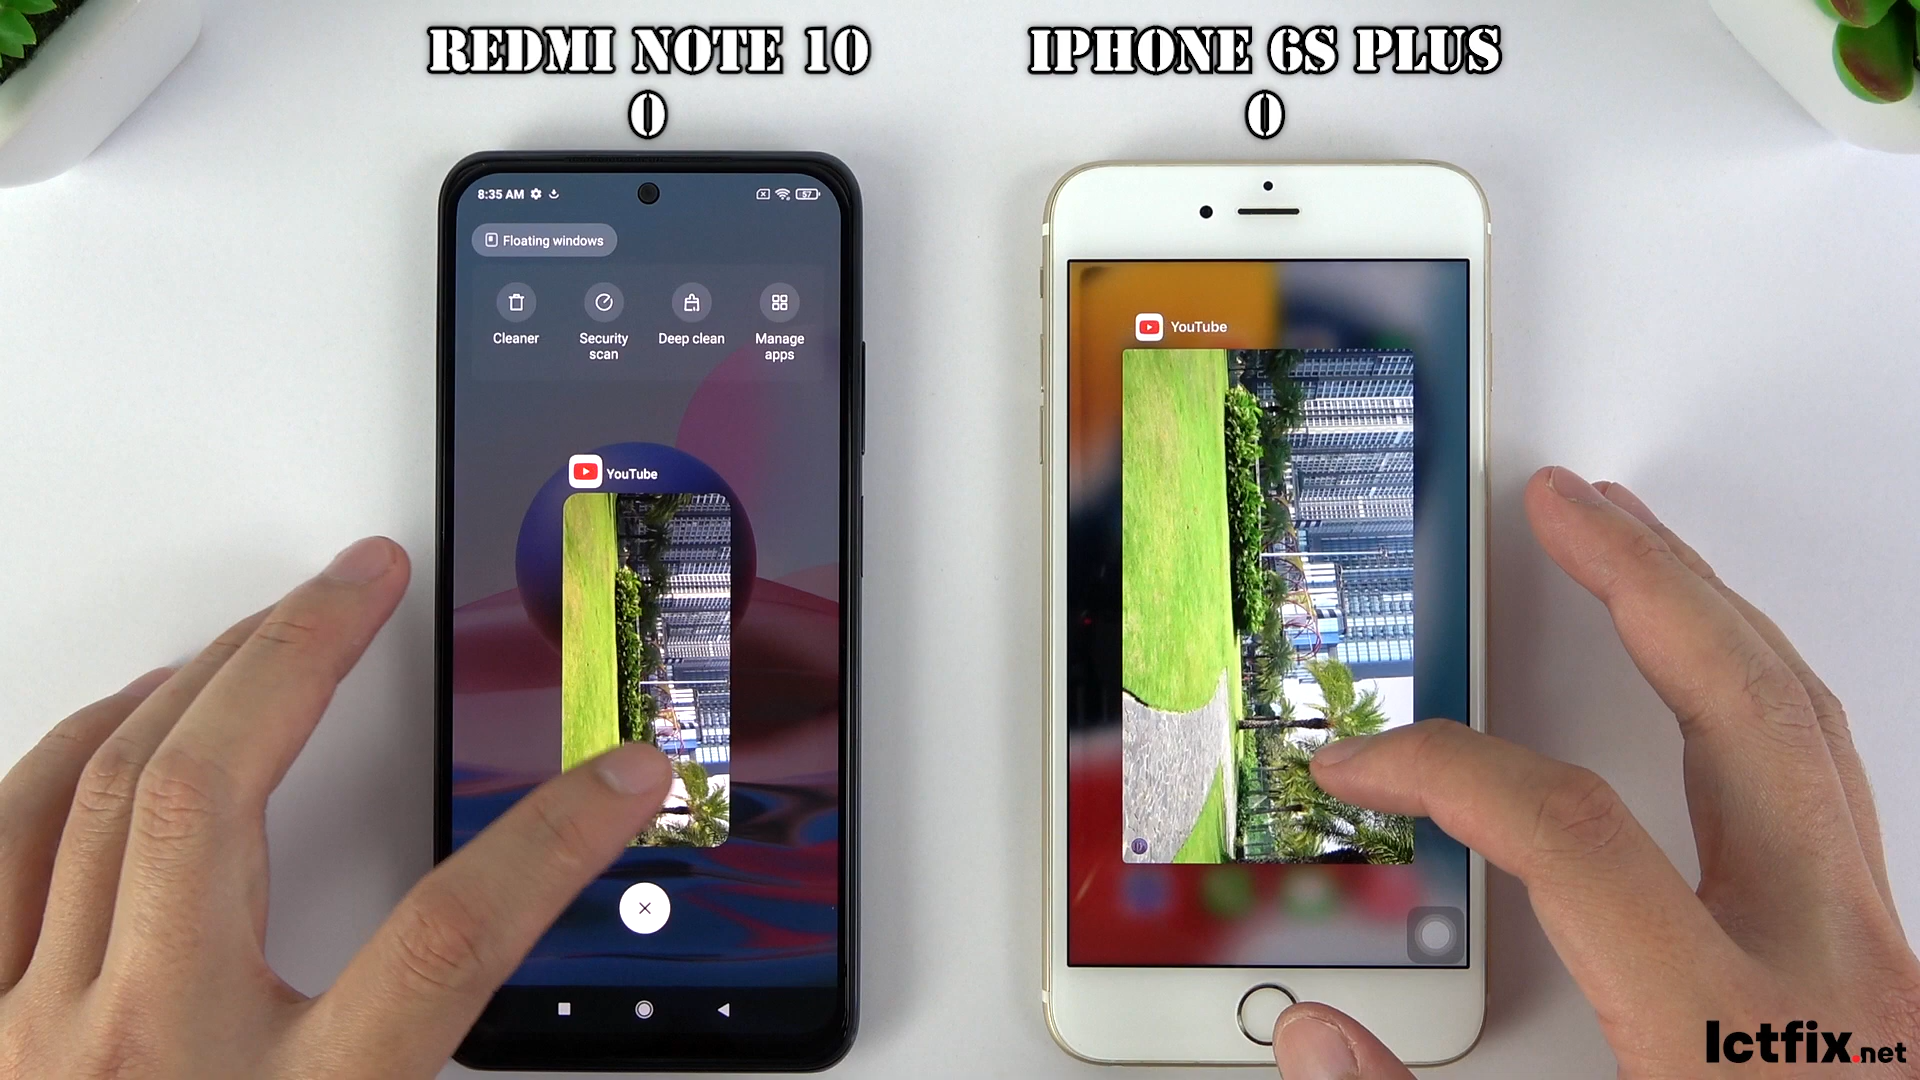 REDMI NOTE 10
0
IPHONE 6S PLUS
0
8:35 AM
57
Floating windows
Cleaner
Security
scan
Deep clean
Manage
apps
YouTube
YouTube
Ictfix.net